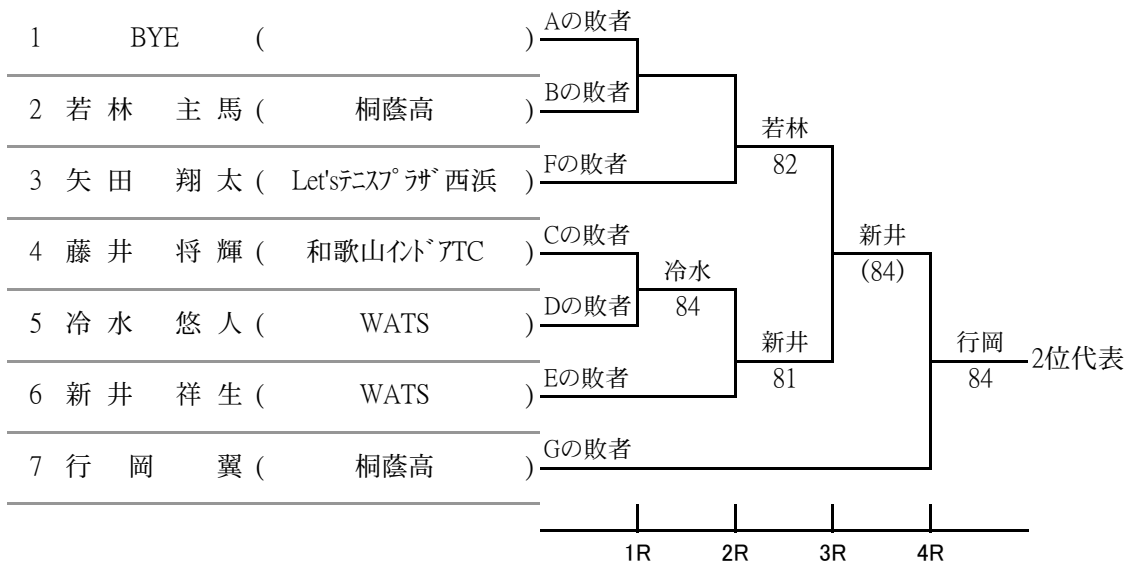 1 BYE ( ) Aの敗者
2 若林 主馬 ( 桐蔭高 ) Bの敗者
若林
82
3 矢田 翔太 ( Let'sﾃﾆｽﾌﾟﾗｻﾞ西浜 ) Fの敗者
4 藤井 将輝 ( 和歌山ｲﾝﾄﾞｱTC ) Cの敗者
新井
(84)
冷水
84
5 冷水 悠人 ( WATS ) Dの敗者
新井
81
行岡
84
2位代表
6 新井 祥生 ( WATS ) Eの敗者
7 行岡 翼 ( 桐蔭高 ) Gの敗者
1R 2R 3R 4R